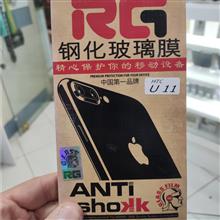 RG
钢化玻璃膜
精心保护你的移动设备
PREMIUM PROTECTION FOR YOUR DEVICE
中国第一品牌
HTC
U 11
RG
ANTi
shokk